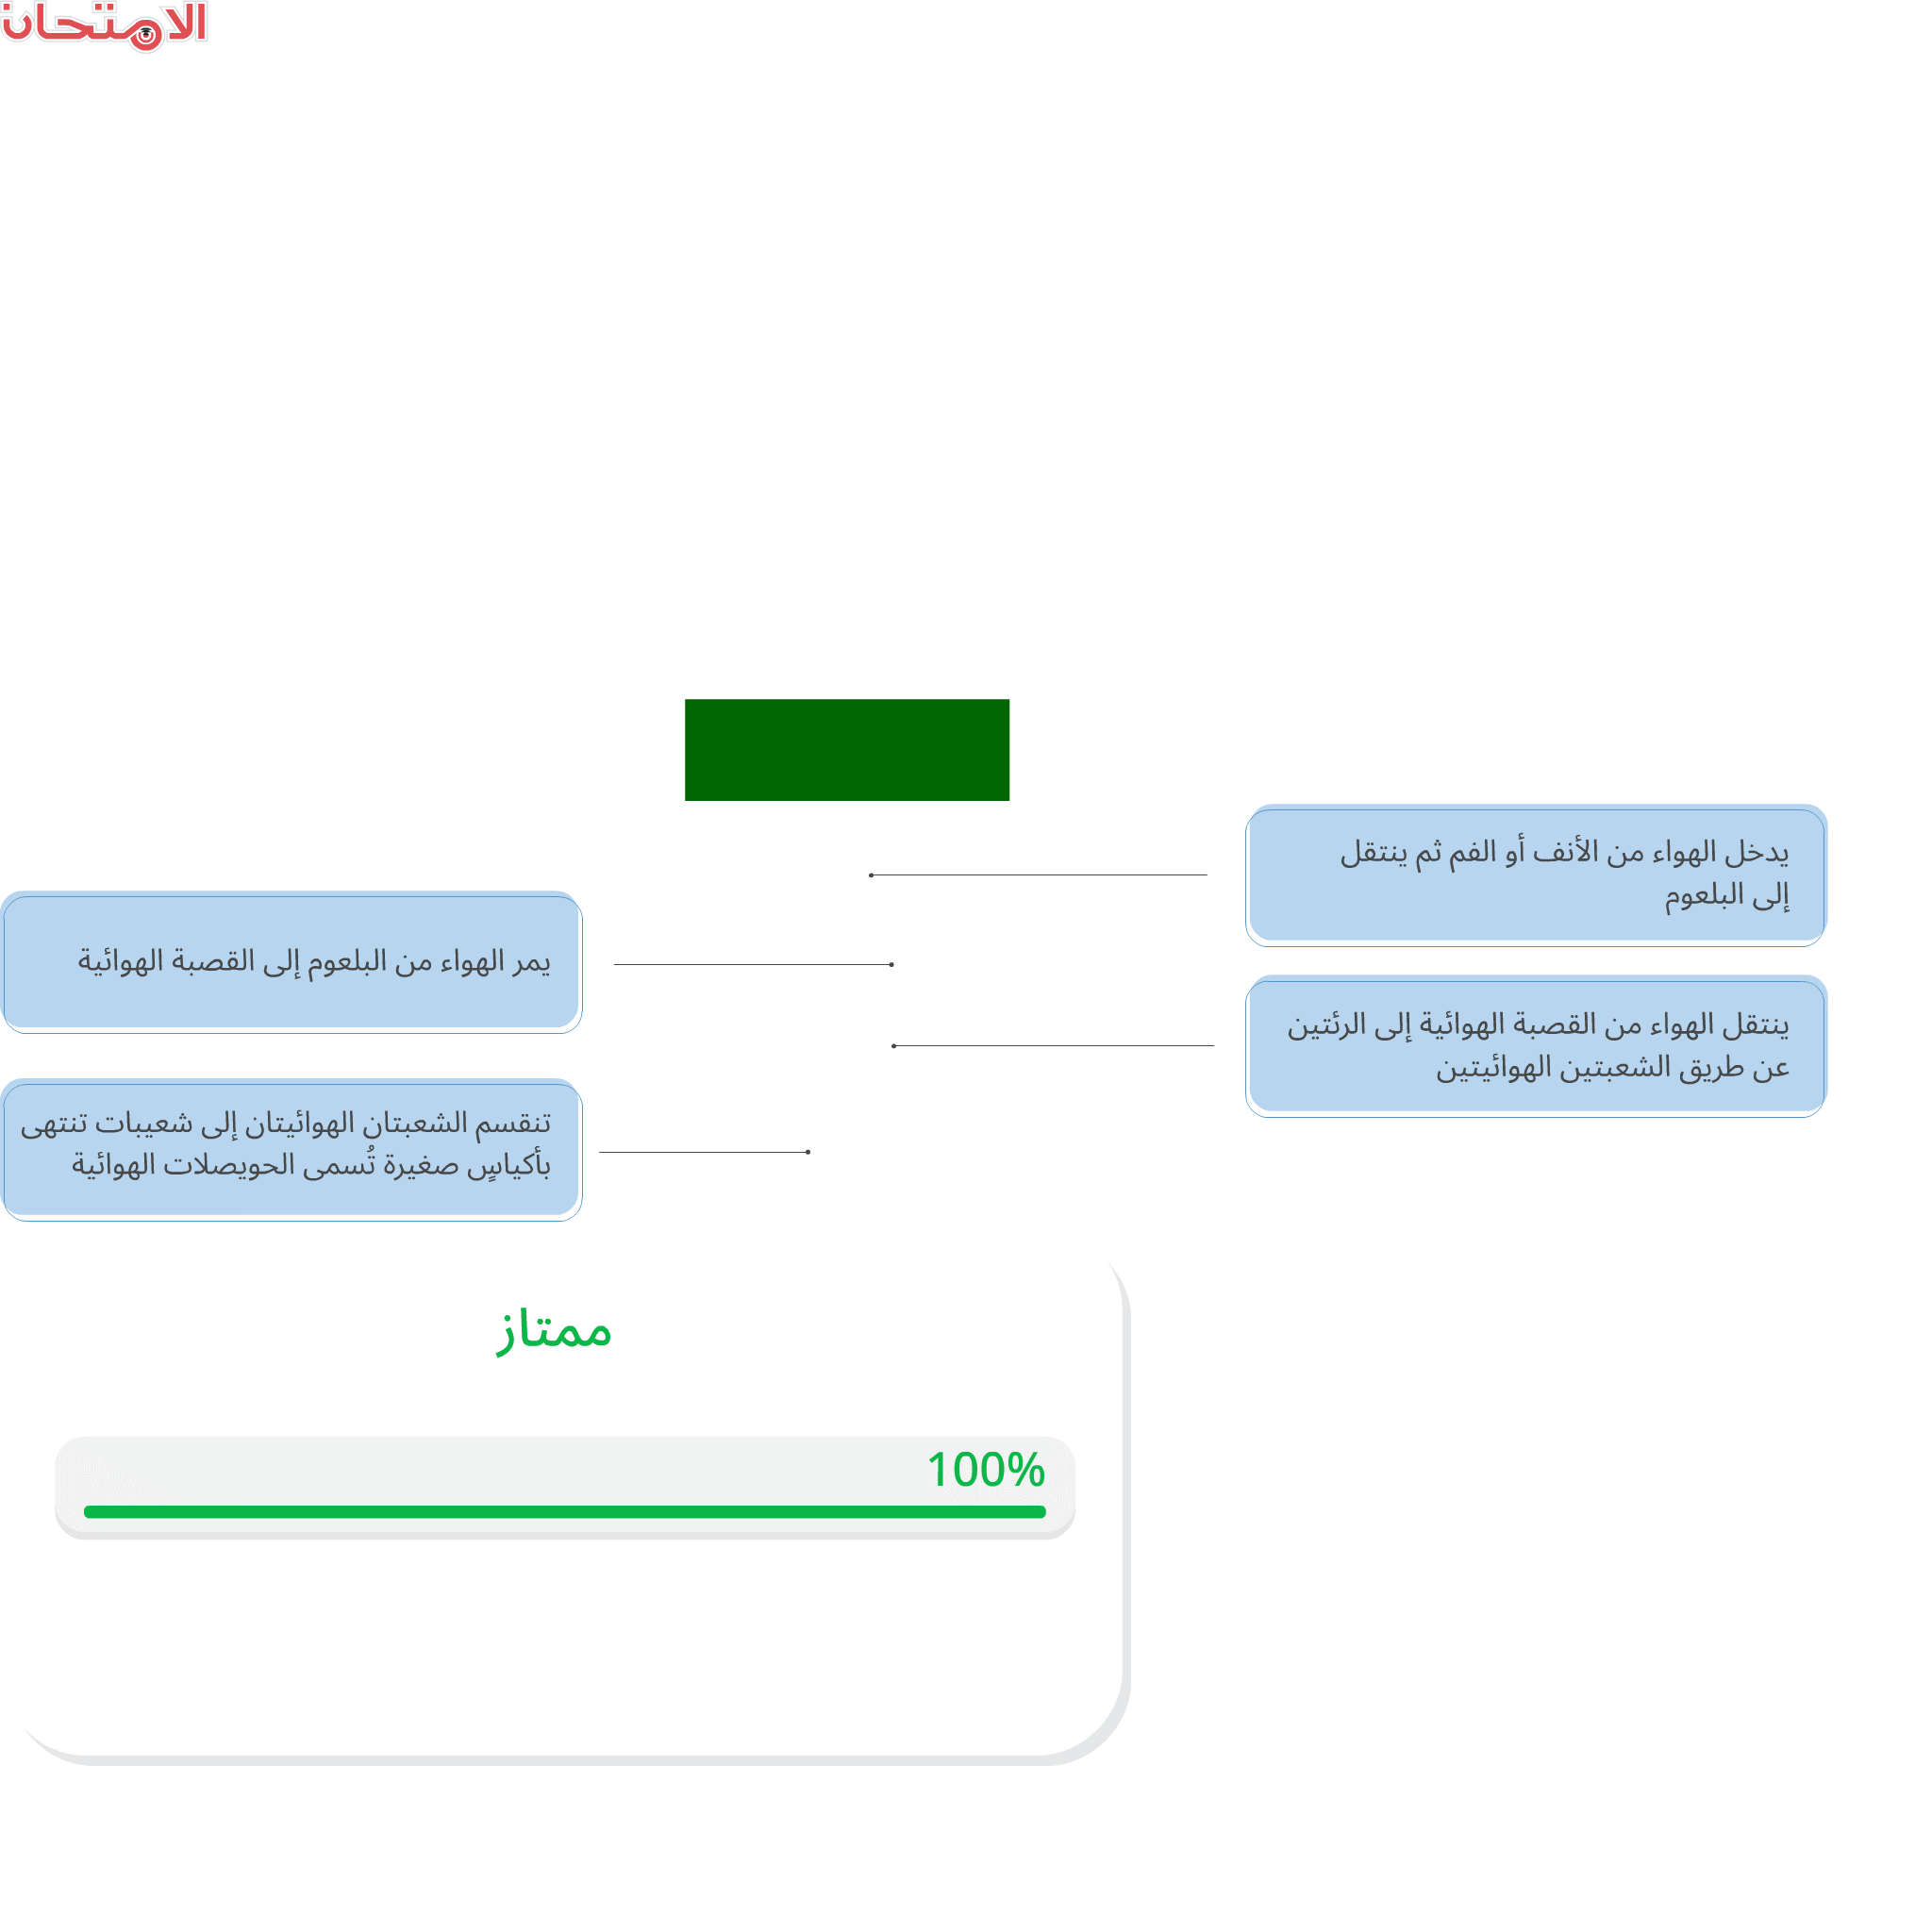 الامتحان
يدخل الهواء من الأنف أو الفم ثم ينتقل
إلى البلعوم
يمر الهواء من البلعوم إلى القصبة الهوائية
ينتقل الهواء من القصبة الهوائية إلى الرئتين
عن طريق الشعبتين الهوائيتين
تنقسم الشعبتان الهوائيتان إلى شعيبات تنتهى
بأكياسٍ صغيرة تُسمى الحويصلات الهوائية
ممتاز
100%